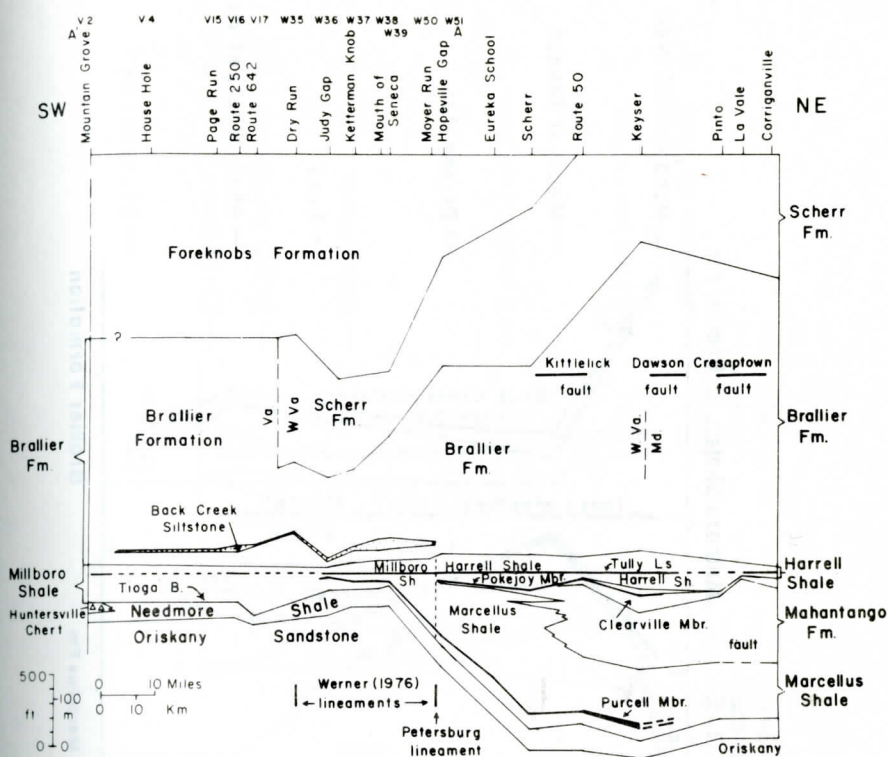 V 2
V 4
V15
V16
V17
W35
W36
W37
W38
W39
W50
W51
A'
A
SW
NE
Mountain Grove
House Hole
Page Run
Route 250
Route 642
Dry Run
Judy Gap
Ketterman Knob
Mouth of
Seneca
Moyer Run
Hopeville Gap
Eureka School
Scherr
Route 50
Keyser
Pinto
La Vale
Corriganville
Foreknobs Formation
Scherr
Fm.
?
Brallier
Formation
Va
W Va
Scherr
Fm.
Kittlelick
fault
Dawson
fault
Cresaptown
fault
W Va.
Md.
Brallier
Fm.
Brallier
Fm.
Brallier
Fm.
Back Creek
Siltstone
Millboro
Shale
Tioga B.
Millboro
Sh
Harrell Shale
Tully Ls
Pokejoy Mbr.
Harrell Sh
Harrell
Shale
Huntersville
Chert
Needmore
Shale
Marcellus
Shale
Clearville Mbr.
Mahantango
Fm.
Oriskany
Sandstone
fault
500
0
ft
100
0
m
0 10 Miles
0 10 Km
Werner (1976)
lineaments
Petersburg
lineament
Purcell Mbr.
Marcellus
Shale
Oriskany